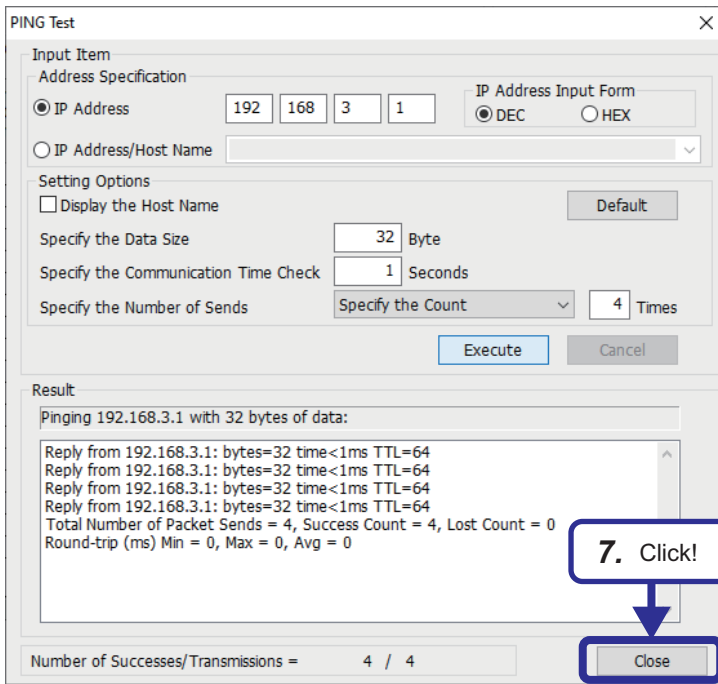 PING Test
Input Item
Address Specification
IP Address 192 168 3 1
IP Address Input Form
DEC HEX
IP Address/Host Name
Setting Options
Display the Host Name Default
Specify the Data Size 32 Byte
Specify the Communication Time Check 1 Seconds
Specify the Number of Sends Specify the Count 4 Times
Execute Cancel
Result
Pinging 192.168.3.1 with 32 bytes of data:
Reply from 192.168.3.1: bytes=32 time<1ms TTL=64
Reply from 192.168.3.1: bytes=32 time<1ms TTL=64
Reply from 192.168.3.1: bytes=32 time<1ms TTL=64
Reply from 192.168.3.1: bytes=32 time<1ms TTL=64
Total Number of Packet Sends = 4, Success Count = 4, Lost Count = 0
Round-trip (ms) Min = 0, Max = 0, Avg = 0
7. Click!
Number of Successes/Transmissions = 4 / 4 Close